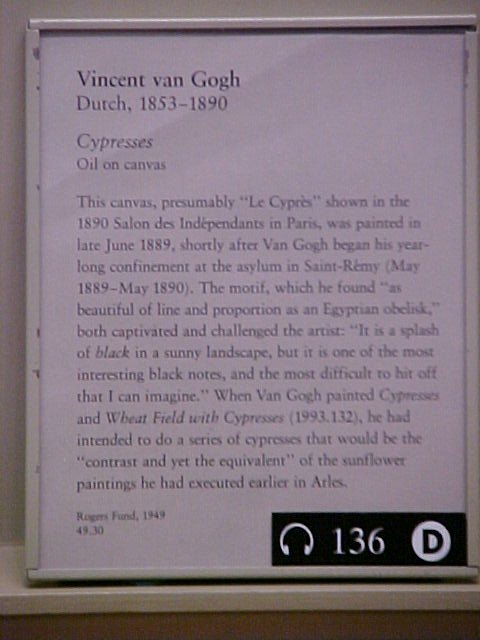 Vincent van Gogh
Dutch, 1853–1890
Cypresses
Oil on canvas
This canvas, presumably "Le Cyprès" shown in the
1890 Salon des Indépendants in Paris, was painted in
late June 1889, shortly after Van Gogh began his year-
long confinement at the asylum in Saint-Rémy (May
1889–May 1890). The motif, which he found "as
beautiful of line and proportion as an Egyptian obelisk,"
both captivated and challenged the artist: "It is a splash
of black in a sunny landscape, but it is one of the most
interesting black notes, and the most difficult to hit off
that I can imagine." When Van Gogh painted Cypresses
and Wheat Field with Cypresses (1993.132), he had
intended to do a series of cypresses that would be the
"contrast and yet the equivalent" of the sunflower
paintings he had executed earlier in Arles.
Rogers Fund, 1949
49.30
136 D